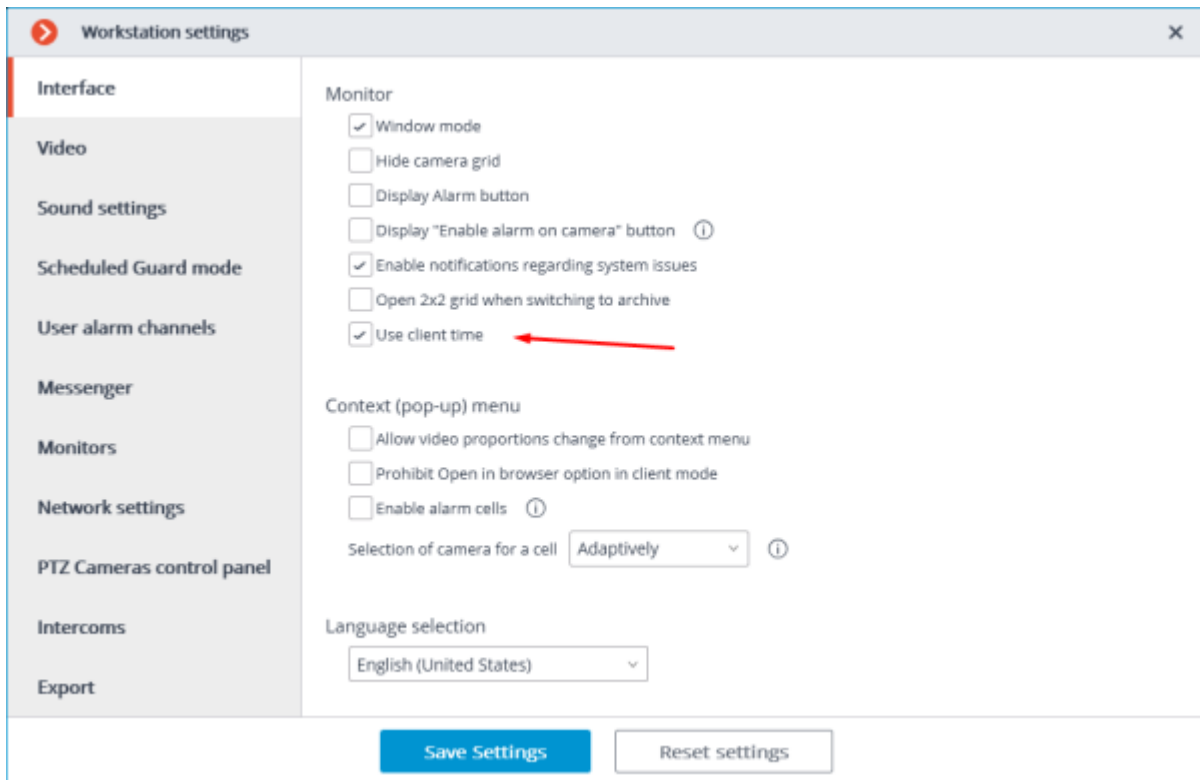 Workstation settings
Interface
Video
Sound settings
Scheduled Guard mode
User alarm channels
Messenger
Monitors
Network settings
PTZ Cameras control panel
Intercoms
Export
Monitor
Window mode
Hide camera grid
Display Alarm button
Display "Enable alarm on camera" button
Enable notifications regarding system issues
Open 2x2 grid when switching to archive
Use client time
Context (pop-up) menu
Allow video proportions change from context menu
Prohibit Open in browser option in client mode
Enable alarm cells
Selection of camera for a cell Adaptively
Language selection
English (United States)
Save Settings Reset settings